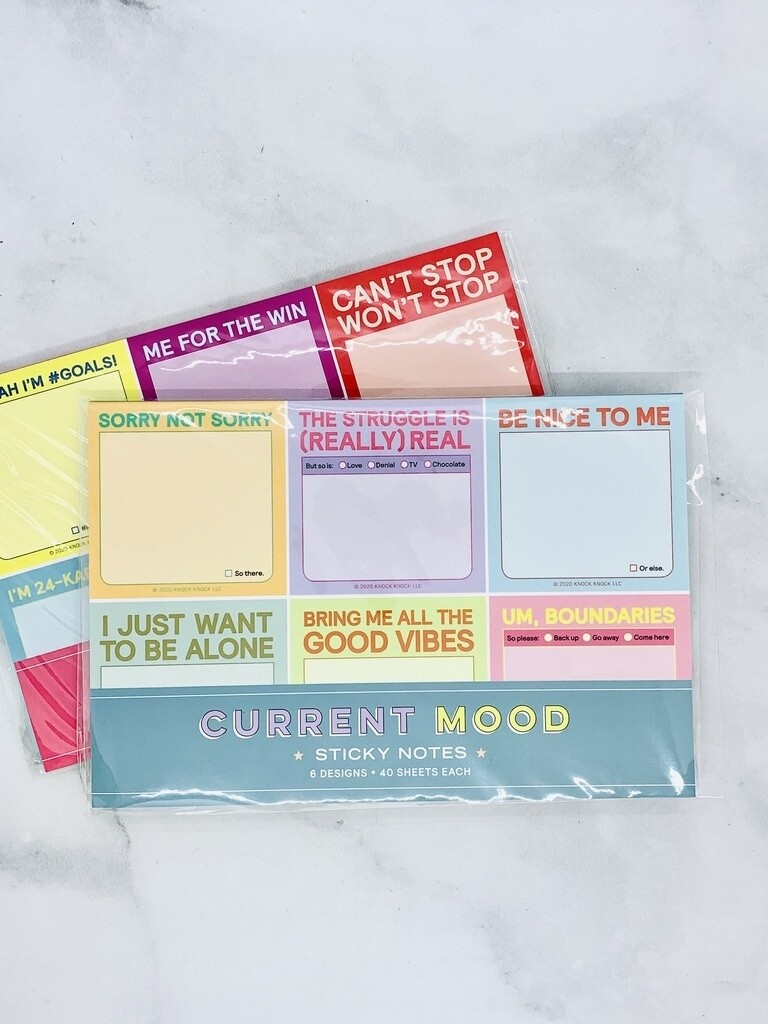 AH I'M #GOALS!
ME FOR THE WIN
CAN'T STOP
WON'T STOP
I'M 24-KA
SORRY NOT SORRY
So there.
© 2020 KNOCK KNOCK LLC
THE STRUGGLE IS
(REALLY) REAL
But so is: Love Denial TV Chocolate
© 2020 KNOCK KNOCK LLC
BE NICE TO ME
Or else.
© 2020 KNOCK KNOCK LLC
I JUST WANT
TO BE ALONE
BRING ME ALL THE
GOOD VIBES
UM, BOUNDARIES
So please: Back up Go away Come here
CURRENT MOOD
STICKY NOTES
6 DESIGNS • 40 SHEETS EACH